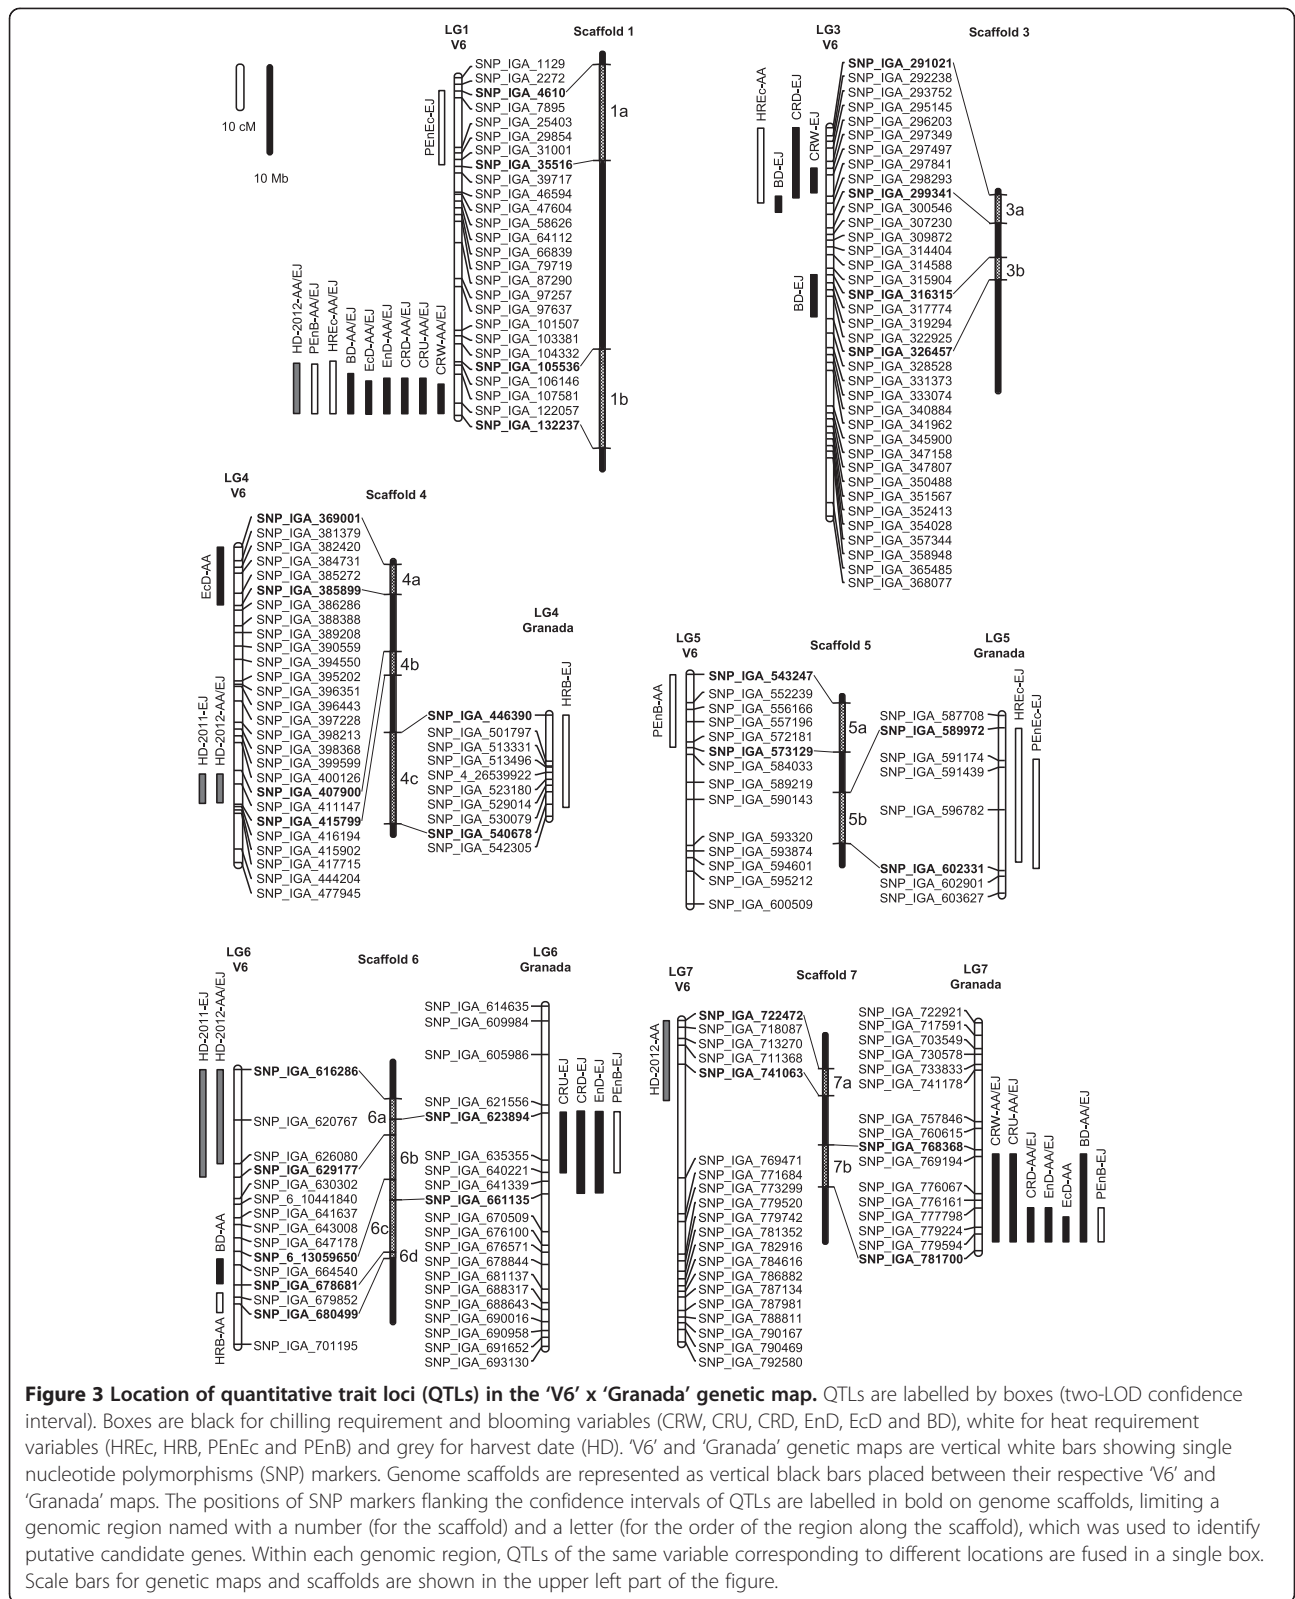 10 cM
10 Mb
LG1
V6
Scaffold 1
PEnEc-EJ
HD-2012-AA/EJ
PEnB-AA/EJ
HREc-AA/EJ
BD-AA/EJ
EcD-AA/EJ
EnD-AA/EJ
CRD-AA/EJ
CRU-AA/EJ
CRW-AA/EJ
SNP_IGA_1129
SNP_IGA_2272
SNP_IGA_4610
SNP_IGA_7895
SNP_IGA_25403
SNP_IGA_29854
SNP_IGA_31001
SNP_IGA_35516
SNP_IGA_39717
SNP_IGA_46594
SNP_IGA_47604
SNP_IGA_58626
SNP_IGA_64112
SNP_IGA_66839
SNP_IGA_79719
SNP_IGA_87290
SNP_IGA_97257
SNP_IGA_97637
SNP_IGA_101507
SNP_IGA_103381
SNP_IGA_104332
SNP_IGA_105536
SNP_IGA_106146
SNP_IGA_107581
SNP_IGA_122057
SNP_IGA_132237
1a
1b
LG3
V6
Scaffold 3
HREc-AA
BD-EJ
CRD-EJ
CRW-EJ
BD-EJ
SNP_IGA_291021
SNP_IGA_292238
SNP_IGA_293752
SNP_IGA_295145
SNP_IGA_296203
SNP_IGA_297349
SNP_IGA_297497
SNP_IGA_297841
SNP_IGA_298293
SNP_IGA_299341
SNP_IGA_300546
SNP_IGA_307230
SNP_IGA_309872
SNP_IGA_314404
SNP_IGA_314588
SNP_IGA_315904
SNP_IGA_316315
SNP_IGA_317774
SNP_IGA_319294
SNP_IGA_322925
SNP_IGA_326457
SNP_IGA_328528
SNP_IGA_331373
SNP_IGA_333074
SNP_IGA_340884
SNP_IGA_341962
SNP_IGA_345900
SNP_IGA_347158
SNP_IGA_347807
SNP_IGA_350488
SNP_IGA_351567
SNP_IGA_352413
SNP_IGA_354028
SNP_IGA_357344
SNP_IGA_358948
SNP_IGA_365485
SNP_IGA_368077
3a
3b
LG4
V6
Scaffold 4
EcD-AA
HD-2011-EJ
HD-2012-AA/EJ
SNP_IGA_369001
SNP_IGA_381379
SNP_IGA_382420
SNP_IGA_384731
SNP_IGA_385272
SNP_IGA_385899
SNP_IGA_386286
SNP_IGA_388388
SNP_IGA_389208
SNP_IGA_390559
SNP_IGA_394550
SNP_IGA_395202
SNP_IGA_396351
SNP_IGA_396443
SNP_IGA_397228
SNP_IGA_398213
SNP_IGA_398368
SNP_IGA_399599
SNP_IGA_400126
SNP_IGA_407900
SNP_IGA_411147
SNP_IGA_415799
SNP_IGA_416194
SNP_IGA_415902
SNP_IGA_417715
SNP_IGA_444204
SNP_IGA_477945
4a
4b
4c
LG4
Granada
SNP_IGA_446390
SNP_IGA_501797
SNP_IGA_513331
SNP_IGA_513496
SNP_4_26539922
SNP_IGA_523180
SNP_IGA_529014
SNP_IGA_530079
SNP_IGA_540678
SNP_IGA_542305
HRB-EJ
LG5
V6
Scaffold 5
LG5
Granada
PEnB-AA
SNP_IGA_543247
SNP_IGA_552239
SNP_IGA_556166
SNP_IGA_557196
SNP_IGA_572181
SNP_IGA_573129
SNP_IGA_584033
SNP_IGA_589219
SNP_IGA_590143
SNP_IGA_593320
SNP_IGA_593874
SNP_IGA_594601
SNP_IGA_595212
SNP_IGA_600509
5a
5b
SNP_IGA_587708
SNP_IGA_589972
SNP_IGA_591174
SNP_IGA_591439
SNP_IGA_596782
SNP_IGA_602331
SNP_IGA_602901
SNP_IGA_603627
HREc-EJ
PEnEc-EJ
LG6
V6
Scaffold 6
LG6
Granada
HD-2011-EJ
HD-2012-AA/EJ
BD-AA
HRB-AA
SNP_IGA_616286
SNP_IGA_620767
SNP_IGA_626080
SNP_IGA_629177
SNP_IGA_630302
SNP_6_10441840
SNP_IGA_641637
SNP_IGA_643008
SNP_IGA_647178
SNP_6_13059650
SNP_IGA_664540
SNP_IGA_678681
SNP_IGA_679852
SNP_IGA_680499
SNP_IGA_701195
6a
6b
6c
6d
SNP_IGA_614635
SNP_IGA_609984
SNP_IGA_605986
SNP_IGA_621556
SNP_IGA_623894
SNP_IGA_635355
SNP_IGA_640221
SNP_IGA_641339
SNP_IGA_661135
SNP_IGA_670509
SNP_IGA_676100
SNP_IGA_676571
SNP_IGA_678844
SNP_IGA_681137
SNP_IGA_688317
SNP_IGA_688643
SNP_IGA_690016
SNP_IGA_690958
SNP_IGA_691652
SNP_IGA_693130
CRU-EJ
CRD-EJ
EnD-EJ
PEnB-EJ
LG7
V6
Scaffold 7
LG7
Granada
HD-2012-AA
SNP_IGA_722472
SNP_IGA_718087
SNP_IGA_713270
SNP_IGA_711368
SNP_IGA_741063
SNP_IGA_769471
SNP_IGA_771684
SNP_IGA_773299
SNP_IGA_779520
SNP_IGA_779742
SNP_IGA_781352
SNP_IGA_782916
SNP_IGA_784616
SNP_IGA_786882
SNP_IGA_787134
SNP_IGA_787981
SNP_IGA_788811
SNP_IGA_790167
SNP_IGA_790469
SNP_IGA_792580
7a
7b
SNP_IGA_722921
SNP_IGA_717591
SNP_IGA_703549
SNP_IGA_730578
SNP_IGA_733833
SNP_IGA_741178
SNP_IGA_757846
SNP_IGA_760615
SNP_IGA_768368
SNP_IGA_769194
SNP_IGA_776067
SNP_IGA_776161
SNP_IGA_777798
SNP_IGA_779224
SNP_IGA_779594
SNP_IGA_781700
CRW-AA/EJ
CRU-AA/EJ
CRD-AA/EJ
EnD-AA/EJ
EcD-AA
BD-AA/EJ
PEnB-EJ
Figure 3 Location of quantitative trait loci (QTLs) in the ‘V6’ x ‘Granada’ genetic map. QTLs are labelled by boxes (two-LOD confidence
interval). Boxes are black for chilling requirement and blooming variables (CRW, CRU, CRD, EnD, EcD and BD), white for heat requirement
variables (HREc, HRB, PEnEc and PEnB) and grey for harvest date (HD). ‘V6’ and ‘Granada’ genetic maps are vertical white bars showing single
nucleotide polymorphisms (SNP) markers. Genome scaffolds are represented as vertical black bars placed between their respective ‘V6’ and
‘Granada’ maps. The positions of SNP markers flanking the confidence intervals of QTLs are labelled in bold on genome scaffolds, limiting a
genomic region named with a number (for the scaffold) and a letter (for the order of the region along the scaffold), which was used to identify
putative candidate genes. Within each genomic region, QTLs of the same variable corresponding to different locations are fused in a single box.
Scale bars for genetic maps and scaffolds are shown in the upper left part of the figure.